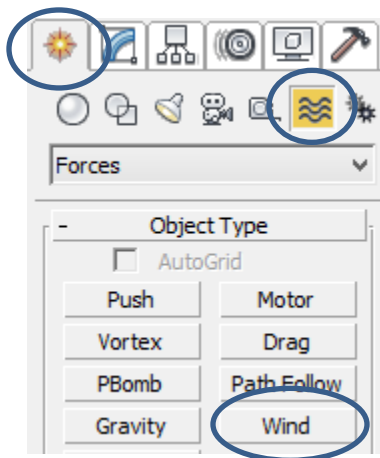 Forces
- Object Type
AutoGrid
Push Motor
Vortex Drag
PBomb Path Follow
Gravity Wind